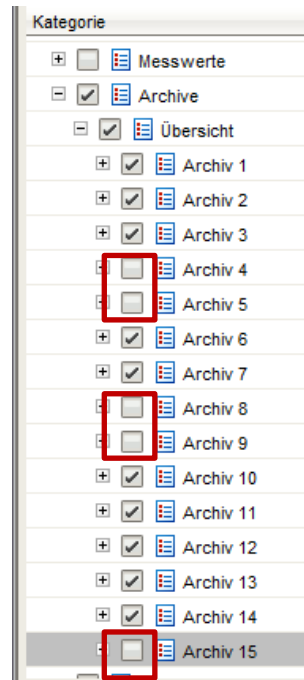 Kategorie
Messwerte
Archive
Übersicht
Archiv 1
Archiv 2
Archiv 3
Archiv 4
Archiv 5
Archiv 6
Archiv 7
Archiv 8
Archiv 9
Archiv 10
Archiv 11
Archiv 12
Archiv 13
Archiv 14
Archiv 15